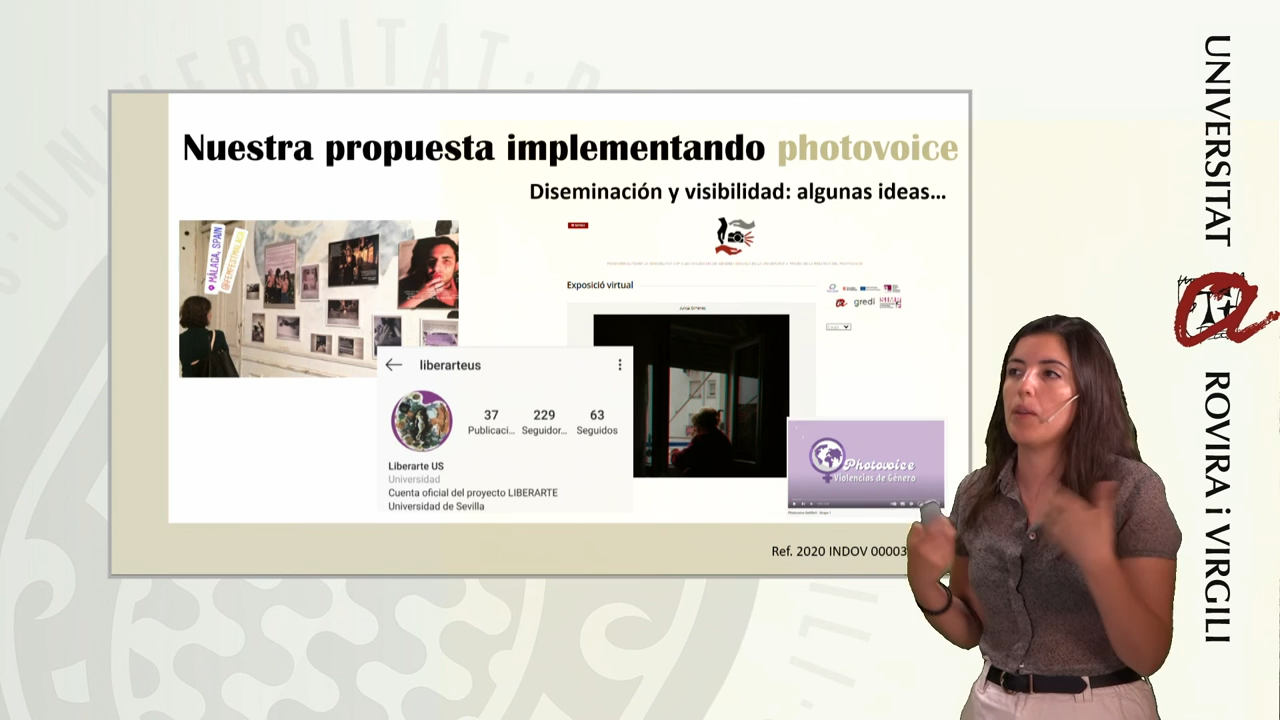 Nuestra propuesta implementando photovoice
Diseminación y visibilidad: algunas ideas...
MÁLAGA, SPAIN
Exposició virtual
gredi
liberarteus
37
229
63
Publicaci...
Seguidor...
Seguidos
Liberarte US
Universidad
Cuenta oficial del proyecto LIBERARTE
Universidad de Sevilla
Photovoice
Violencias de Género
Ref. 2020 INDOV 00003
UNIVERSITAT
ROVIRA i VIRGILI